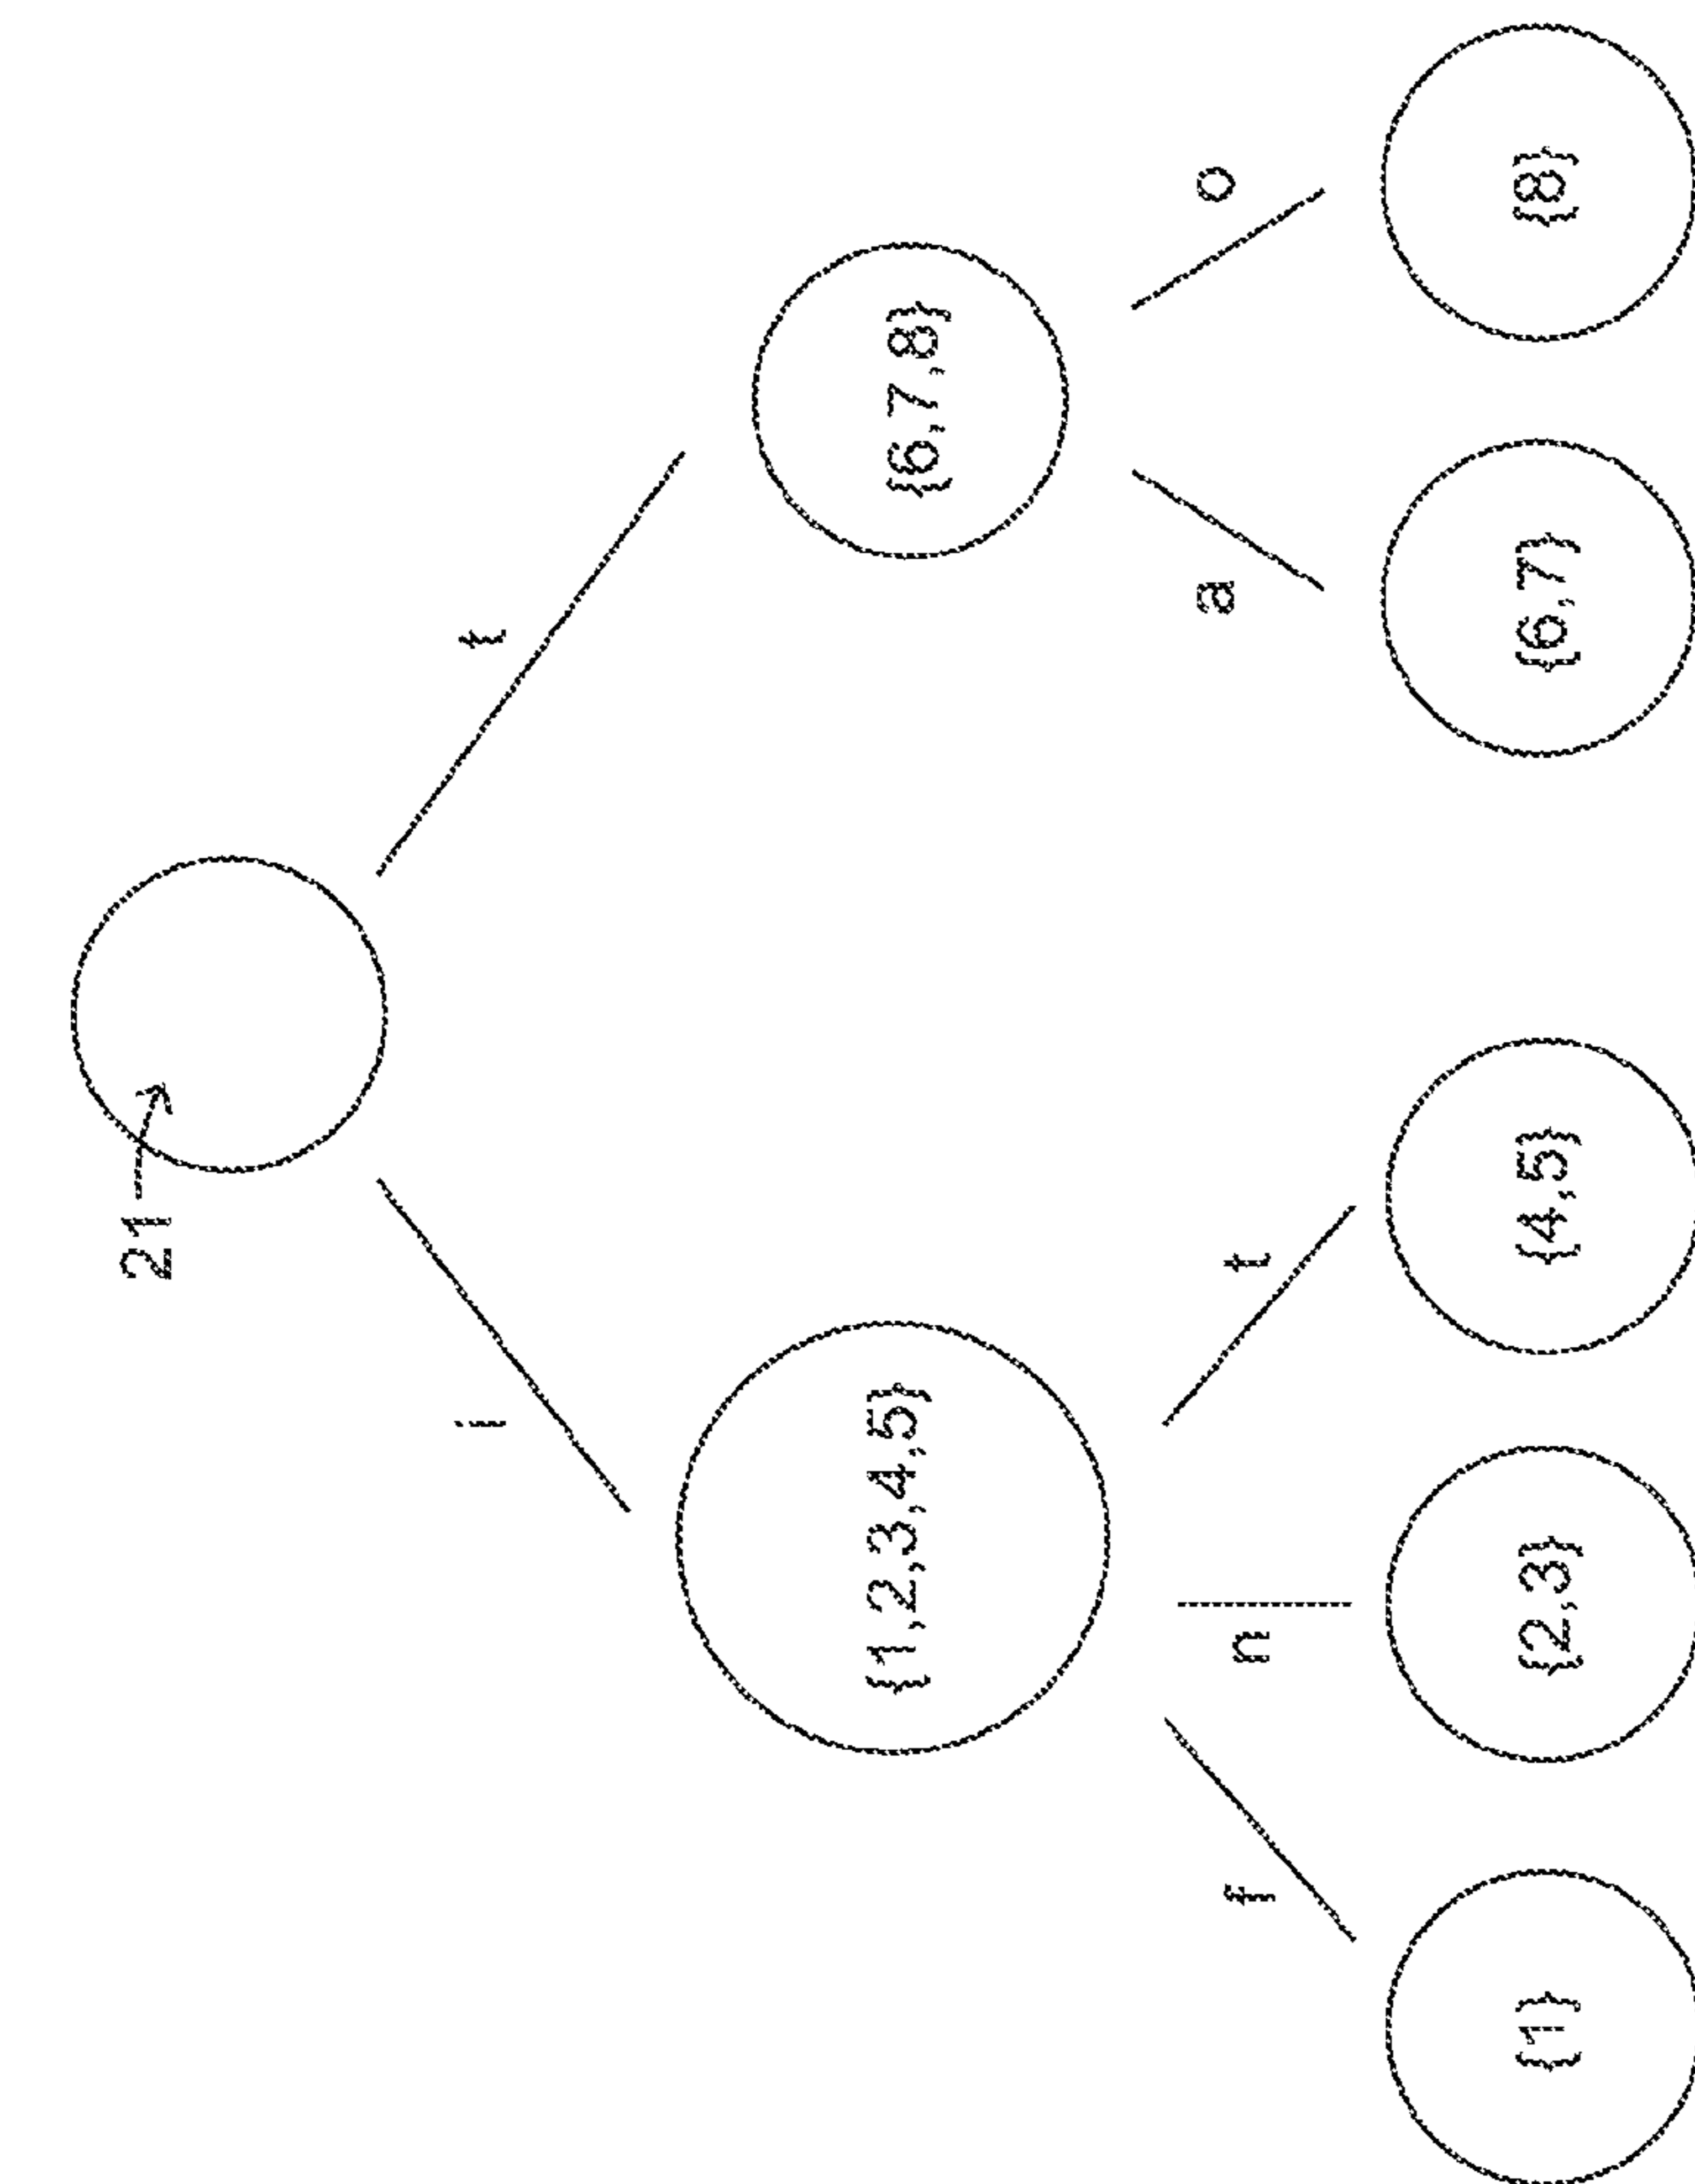 21
i
t
{1,2,3,4,5}
{6,7,8}
f
n
t
a
o
{1}
{2,3}
{4,5}
{6,7}
{8}